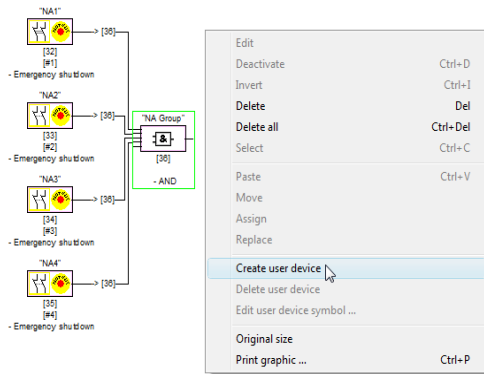 "NA1"
> [36]
[32]
[#1]
- Emergency shutdown
"NA2"
> [36]
[33]
[#2]
- Emergency shutdown
"NA3"
> [36]
[34]
[#3]
- Emergency shutdown
"NA4"
> [36]
[35]
[#4]
- Emergency shutdown
"NA Group"
&
[36]
- AND
Edit
Deactivate Ctrl+D
Invert Ctrl+I
Delete Del
Delete all Ctrl+Del
Select Ctrl+C
Paste Ctrl+V
Move
Assign
Replace
Create user device
Delete user device
Edit user device symbol ...
Original size
Print graphic ... Ctrl+P